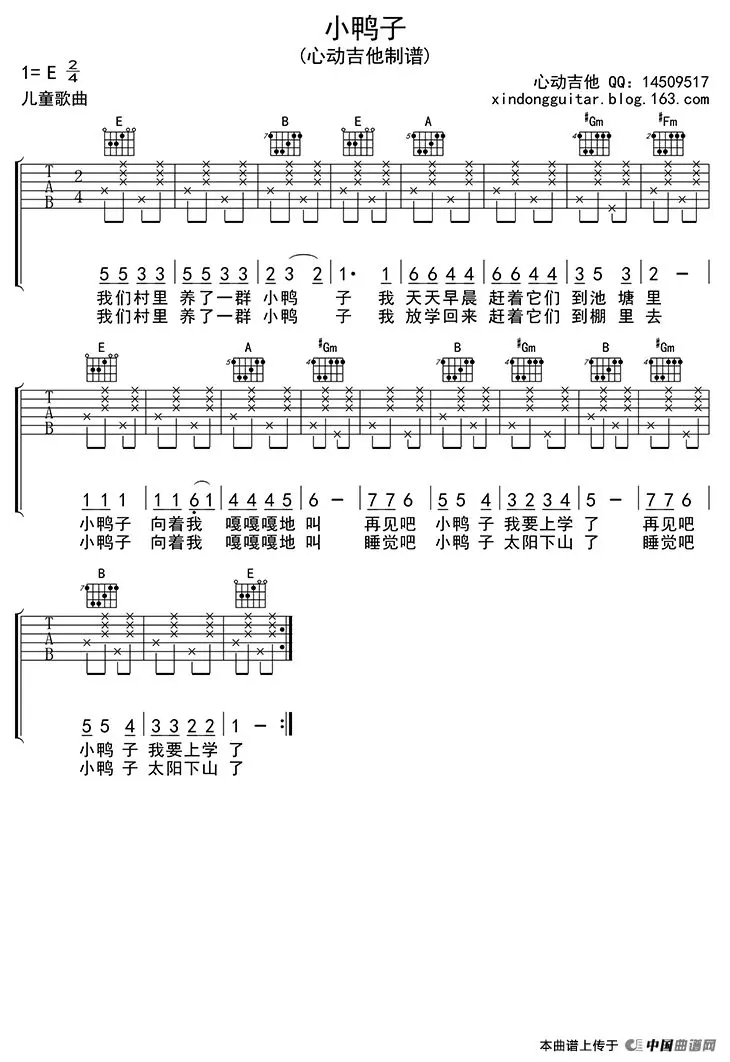 小鸭子
(心动吉他制谱)
1= E 2/4
心动吉他 QQ: 14509517
儿童歌曲
xindongguitar.blog.163.com
E B E A #Gm #Fm
T A B 2 4
5 5 3 3 | 5 5 3 3 | 2 3 2 | 1• 1 | 6 6 4 4 | 6 6 4 4 | 3 5 3 | 2 − |
我们村里 养了一群 小鸭 子 我 天天早晨 赶着它们 到池 塘里
我们村里 养了一群 小鸭 子 我 放学回来 赶着它们 到棚 里去
E A #Gm B #Gm B #Gm
T A B
1 1 1 | 1 1 6 1 | 4 4 4 5 | 6 − | 7 7 6 | 5 5 4 | 3 2 3 4 | 5 − | 7 7 6 |
小鸭子 向着我 嘎嘎嘎地 叫 再见吧 小鸭 子 我要上学 了 再见吧
小鸭子 向着我 嘎嘎嘎地 叫 睡觉吧 小鸭 子 太阳下山 了 睡觉吧
B E
T A B
5 5 4 | 3 3 2 2 | 1 − :|
小鸭 子 我要上学 了
小鸭 子 太阳下山 了
本曲谱上传于 中国曲谱网